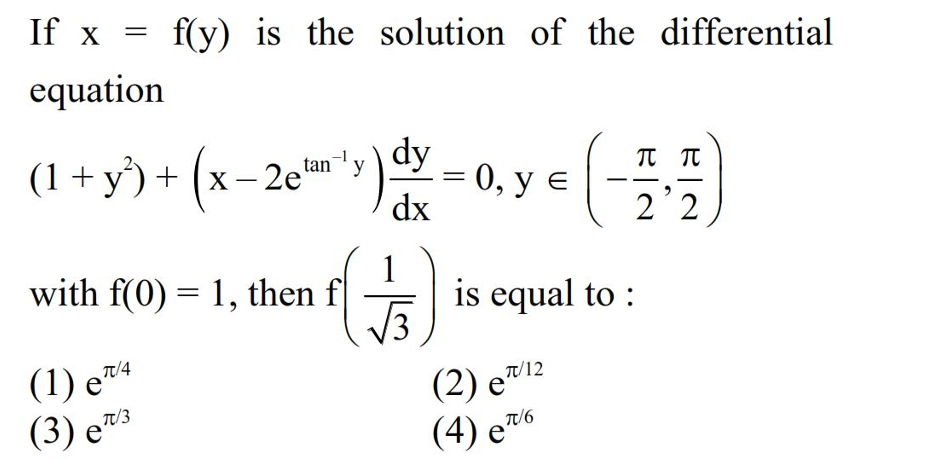 If x = f(y) is the solution of the differential
equation
(1 + y²) + (x – 2e^{tan⁻¹ y}) dy/dx = 0, y ∈ (–π/2, π/2)
with f(0) = 1, then f(1/√3) is equal to :
(1) e^{π/4} (2) e^{π/12}
(3) e^{π/3} (4) e^{π/6}